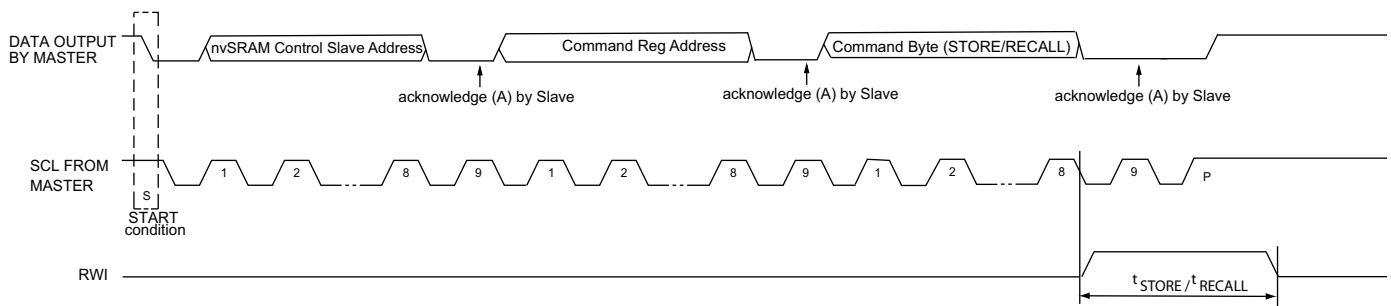 DATA OUTPUT
BY MASTER
nvSRAM Control Slave Address
Command Reg Address
Command Byte (STORE/RECALL)
acknowledge (A) by Slave
acknowledge (A) by Slave
acknowledge (A) by Slave
SCL FROM
MASTER
1 2 8 9 1 2 8 9 1 2 8 9 P
S
START
condition
RWI
t STORE / t RECALL